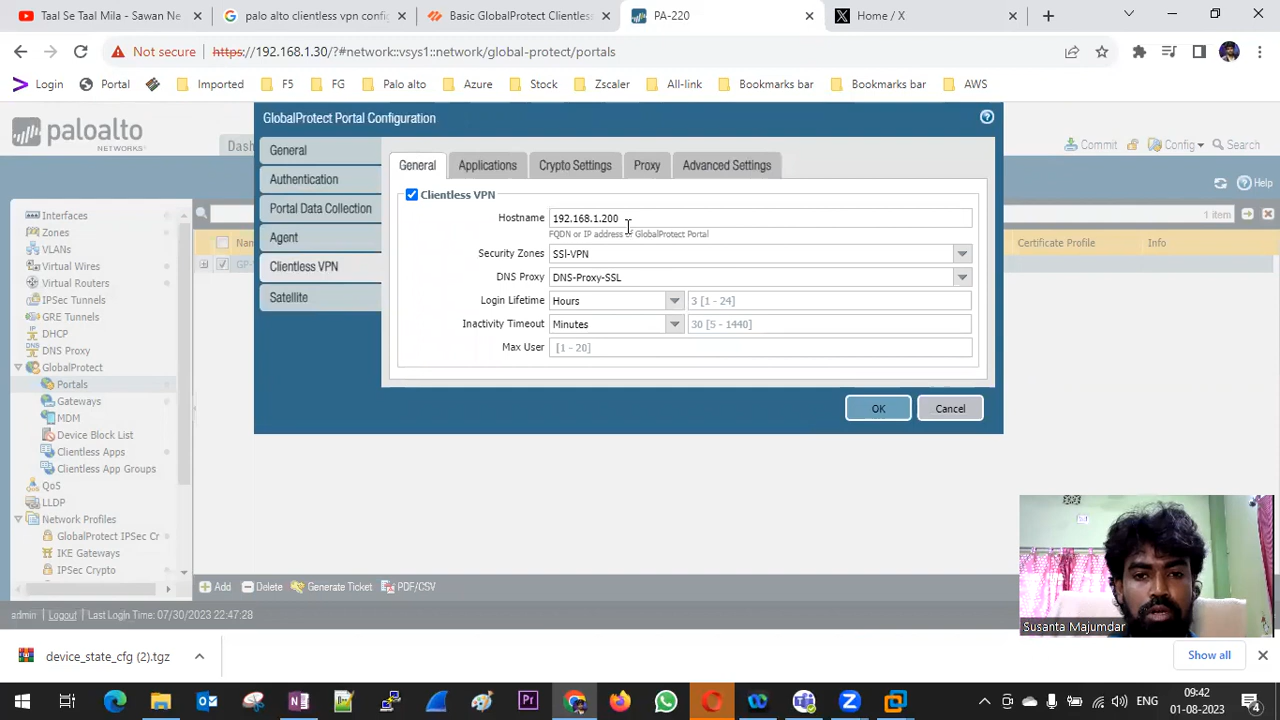 Taal Se Taal Mila - Sawan Ne
palo alto clientless vpn config
Basic GlobalProtect Clientless
PA-220
Home / X
Not secure
https://192.168.1.30/?#network::vsys1::network/global-protect/portals
Login
Portal
Imported
F5
FG
Palo alto
Azure
Stock
Zscaler
All-link
Bookmarks bar
Bookmarks bar
AWS
paloalto
NETWORKS
Dash
Commit
Config
Search
Help
GlobalProtect Portal Configuration
General
Authentication
Portal Data Collection
Agent
Clientless VPN
Satellite
General
Applications
Crypto Settings
Proxy
Advanced Settings
Clientless VPN
Hostname
192.168.1.200
FQDN or IP address of GlobalProtect Portal
Security Zones
SSl-VPN
DNS Proxy
DNS-Proxy-SSL
Login Lifetime
Hours
3 [1 - 24]
Inactivity Timeout
Minutes
30 [5 - 1440]
Max User
[1 - 20]
OK
Cancel
1 item
Nan
Certificate Profile
Info
GP-
Interfaces
Zones
VLANs
Virtual Wires
Virtual Routers
IPSec Tunnels
GRE Tunnels
DHCP
DNS Proxy
GlobalProtect
Portals
Gateways
MDM
Device Block List
Clientless Apps
Clientless App Groups
QoS
LLDP
Network Profiles
GlobalProtect IPSec Cr
IKE Gateways
IPSec Crypto
Add
Delete
Generate Ticket
PDF/CSV
admin
Logout
Last Login Time: 07/30/2023 22:47:28
Susanta Majumdar
device_state_cfg (2).tgz
Show all
Pr
ENG
09:42
01-08-2023
4